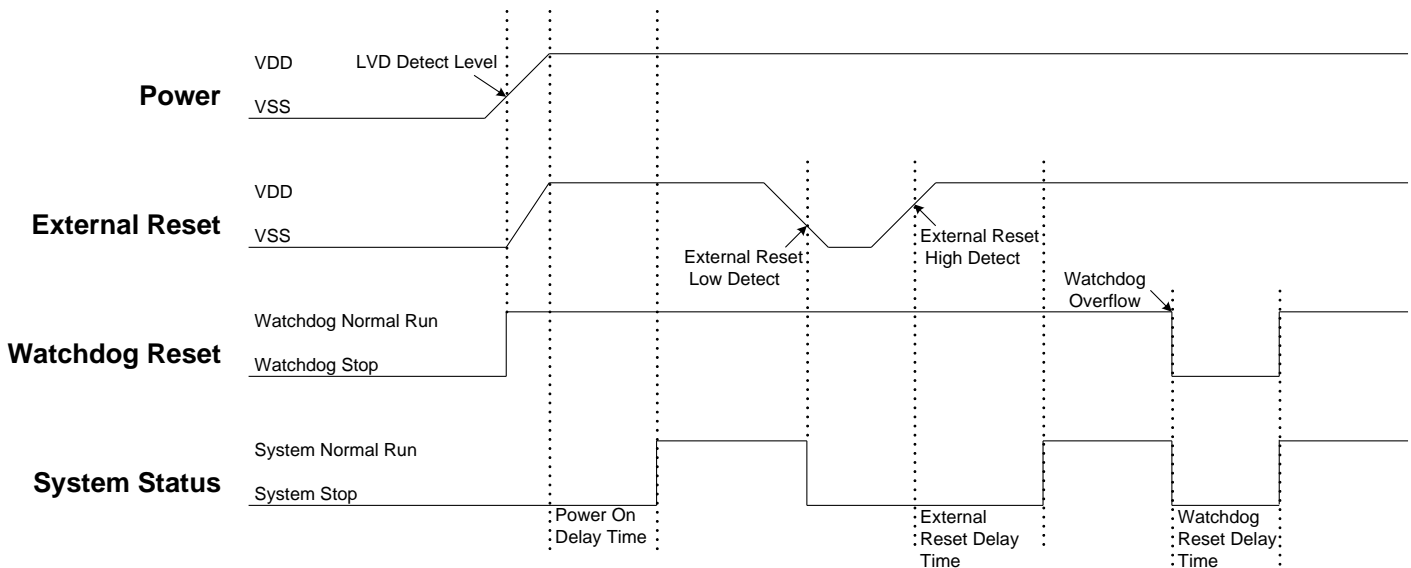 VDD
LVD Detect Level
Power
VSS
VDD
External Reset
VSS
External Reset
Low Detect
External Reset
High Detect
Watchdog
Overflow
Watchdog Normal Run
Watchdog Reset
Watchdog Stop
System Normal Run
System Status
System Stop
Power On
Delay Time
External
Reset Delay
Time
Watchdog
Reset Delay
Time